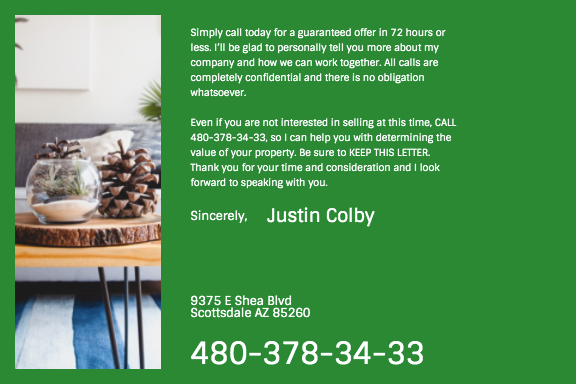 Simply call today for a guaranteed offer in 72 hours or
less. I'll be glad to personally tell you more about my
company and how we can work together. All calls are
completely confidential and there is no obligation
whatsoever.
Even if you are not interested in selling at this time, CALL
480-378-34-33, so I can help you with determining the
value of your property. Be sure to KEEP THIS LETTER.
Thank you for your time and consideration and I look
forward to speaking with you.
Sincerely, Justin Colby
9375 E Shea Blvd
Scottsdale AZ 85260
480-378-34-33